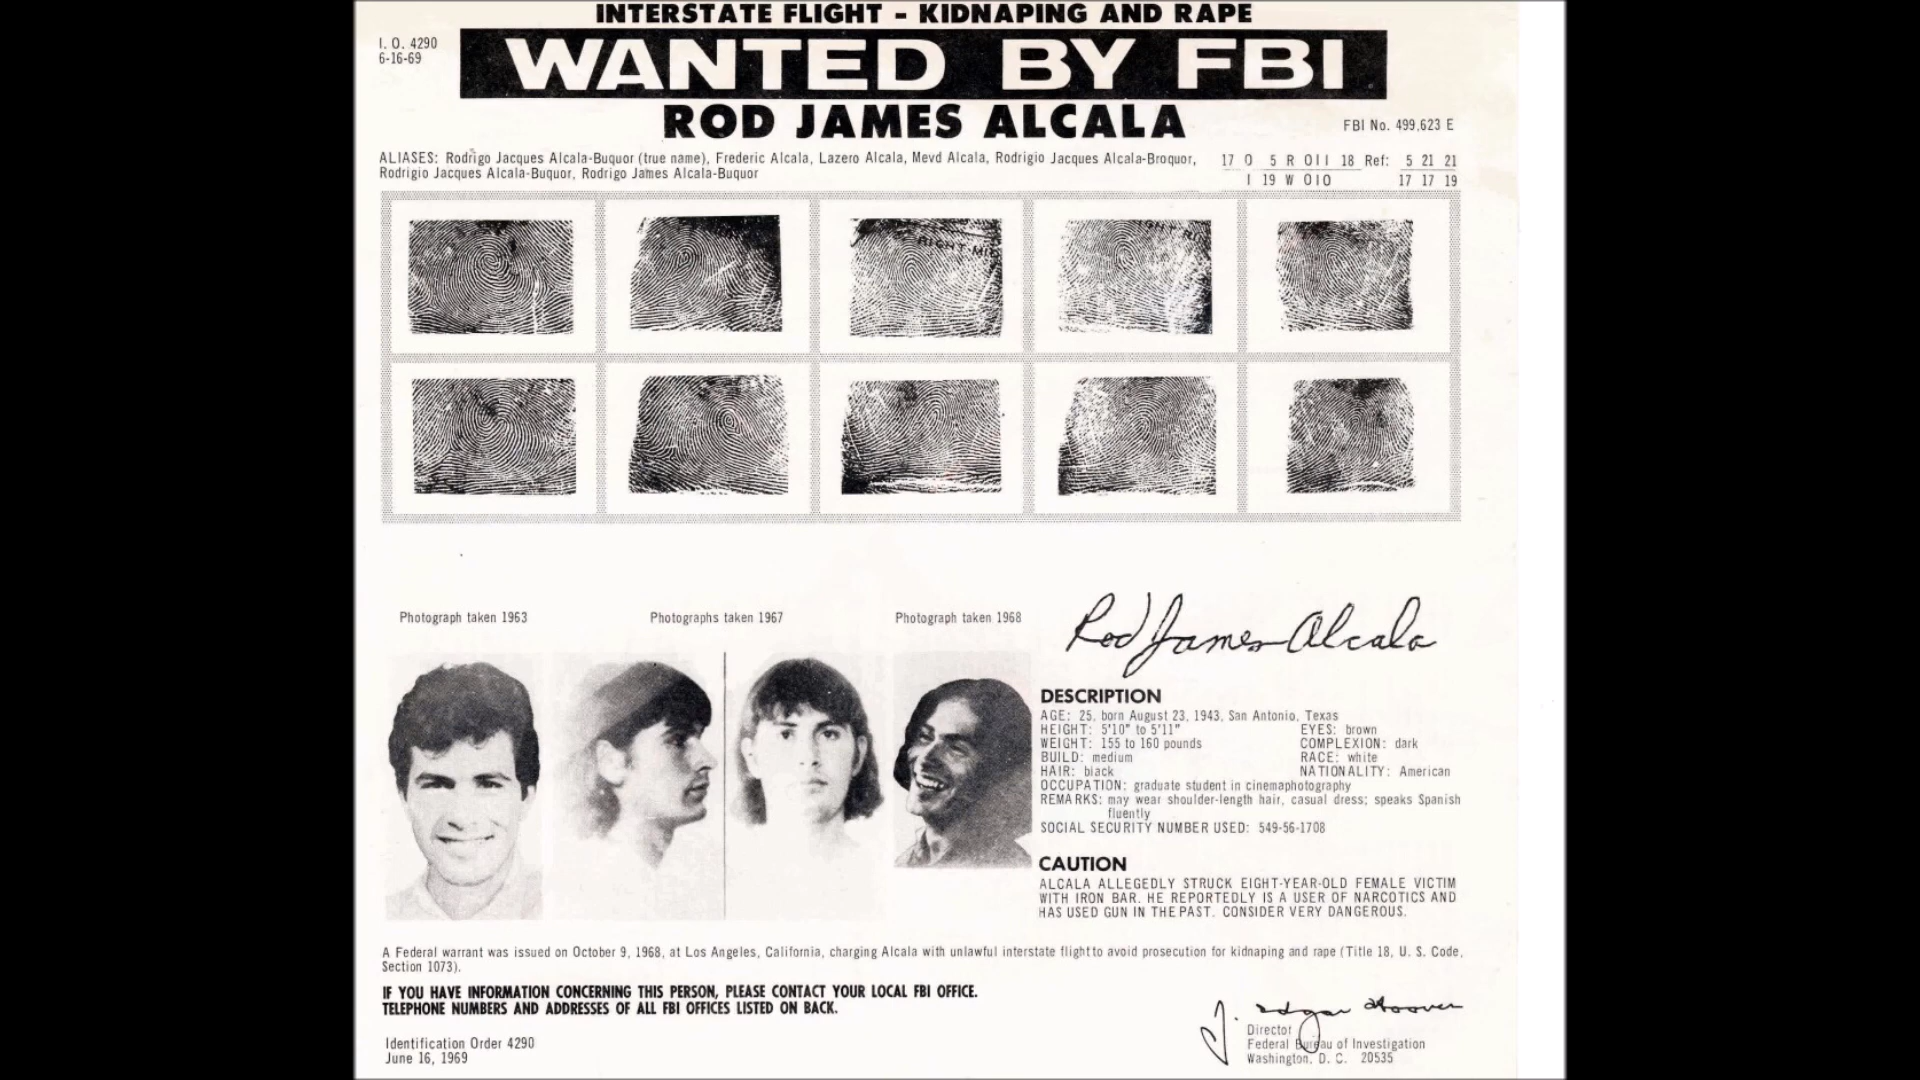 INTERSTATE FLIGHT - KIDNAPING AND RAPE
I. O. 4290
6-16-69
WANTED BY FBI
ROD JAMES ALCALA
FBI No. 499,623 E
ALIASES: Rodrigo Jacques Alcala-Buquor (true name), Frederic Alcala, Lazero Alcala, Mevd Alcala, Rodrigio Jacques Alcala-Broquor,
Rodrigio Jacques Alcala-Buquor, Rodrigo James Alcala-Buquor
17 O 5 R OII 18 Ref: 5 21 21
I 19 W OIO 17 17 19
RIGHT MID
Photograph taken 1963
Photographs taken 1967
Photograph taken 1968
Rod James Alcala
DESCRIPTION
AGE: 25, born August 23, 1943, San Antonio, Texas
HEIGHT: 5'10" to 5'11" EYES: brown
WEIGHT: 155 to 160 pounds COMPLEXION: dark
BUILD: medium RACE: white
HAIR: black NATIONALITY: American
OCCUPATION: graduate student in cinemaphotography
REMARKS: may wear shoulder-length hair, casual dress; speaks Spanish
fluently
SOCIAL SECURITY NUMBER USED: 549-56-1708
CAUTION
ALCALA ALLEGEDLY STRUCK EIGHT-YEAR-OLD FEMALE VICTIM
WITH IRON BAR. HE REPORTEDLY IS A USER OF NARCOTICS AND
HAS USED GUN IN THE PAST. CONSIDER VERY DANGEROUS.
A Federal warrant was issued on October 9, 1968, at Los Angeles, California, charging Alcala with unlawful interstate flight to avoid prosecution for kidnaping and rape (Title 18, U. S. Code,
Section 1073).
IF YOU HAVE INFORMATION CONCERNING THIS PERSON, PLEASE CONTACT YOUR LOCAL FBI OFFICE.
TELEPHONE NUMBERS AND ADDRESSES OF ALL FBI OFFICES LISTED ON BACK.
Identification Order 4290
June 16, 1969
J. Edgar Hoover
Director
Federal Bureau of Investigation
Washington, D. C. 20535